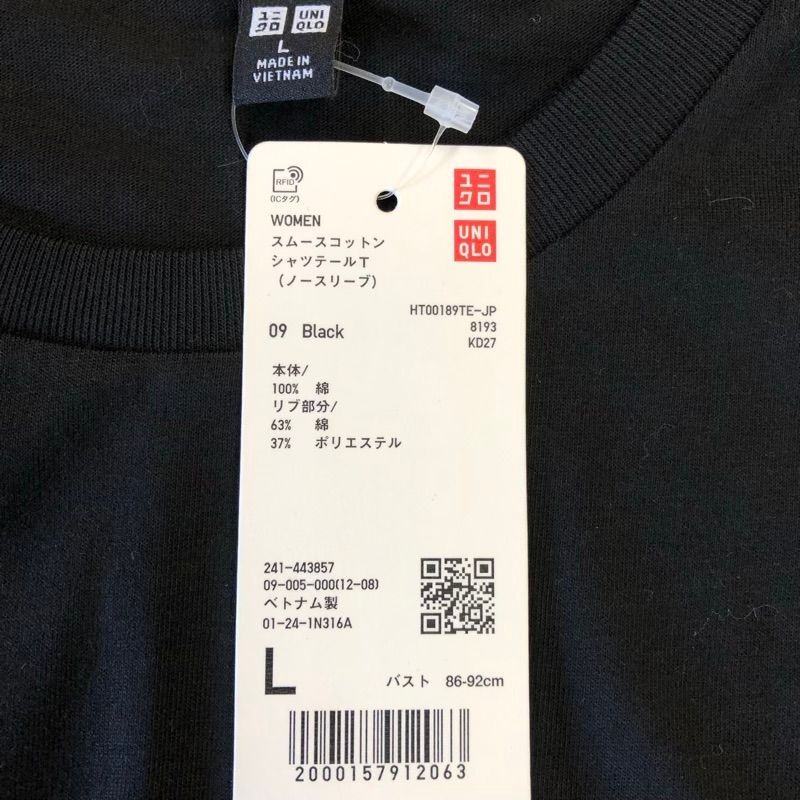 ユニ UNI
クロ QLO
L
MADE IN
VIETNAM
RFID
(ICタグ)
ユニ
クロ
UNI
QLO
WOMEN
スムースコットン
シャツテールT
(ノースリーブ)
HT00189TE-JP
09 Black
8193
KD27
本体/
100% 綿
リブ部分/
63% 綿
37% ポリエステル
241-443857
09-005-000(12-08)
ベトナム製
01-24-1N316A
L
バスト 86-92cm
2000157912063